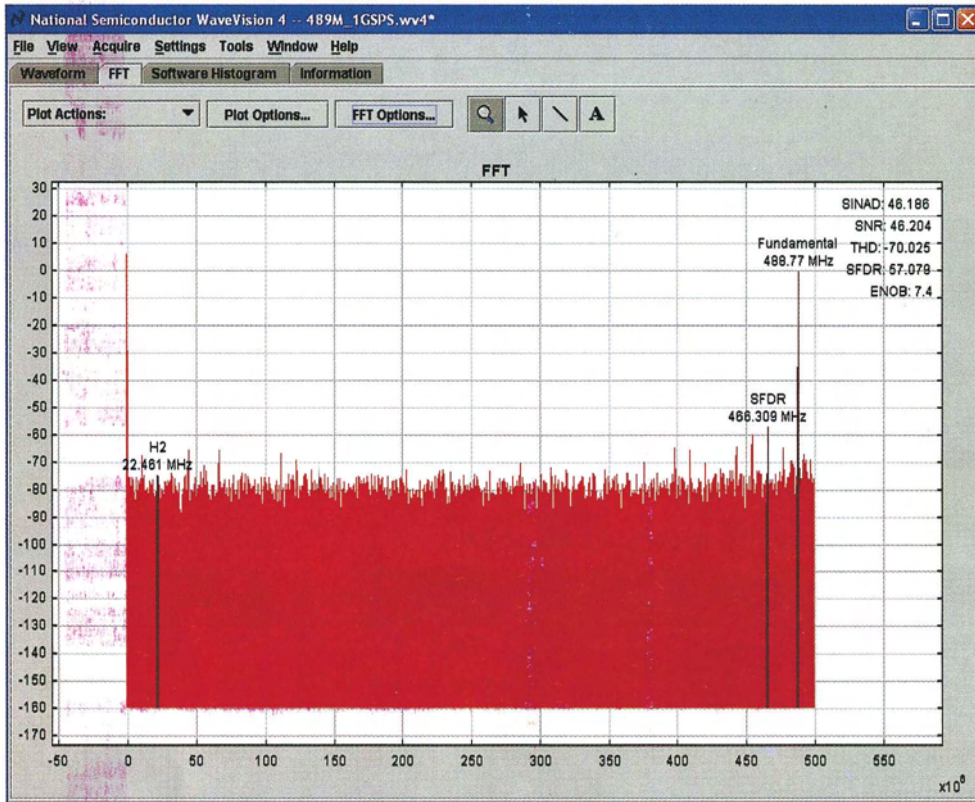 National Semiconductor WaveVision 4 -- 489M_1GSPS.wv4*
File View Acquire Settings Tools Window Help
Waveform FFT Software Histogram Information
Plot Actions: Plot Options... FFT Options... A
FFT
30
20
10
0
-10
-20
-30
-40
-50
-60
-70
-80
-90
-100
-110
-120
-130
-140
-150
-160
-170
SINAD: 46.186
SNR: 46.204
THD: -70.025
SFDR: 57.079
ENOB: 7.4
Fundamental
488.77 MHz
SFDR
466.309 MHz
H2
22.461 MHz
-50 0 50 100 150 200 250 300 350 400 450 500 550 600 650
x10⁶